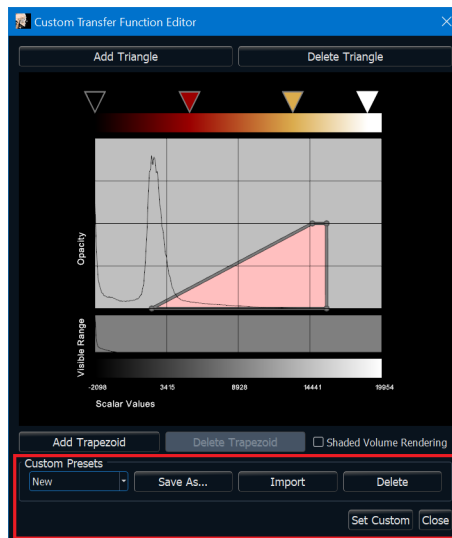 Custom Transfer Function Editor
Add Triangle Delete Triangle
Opacity
Visible Range
-2098 3415 8928 14441 19954
Scalar Values
Add Trapezoid Delete Trapezoid Shaded Volume Rendering
Custom Presets
New Save As... Import Delete
Set Custom Close